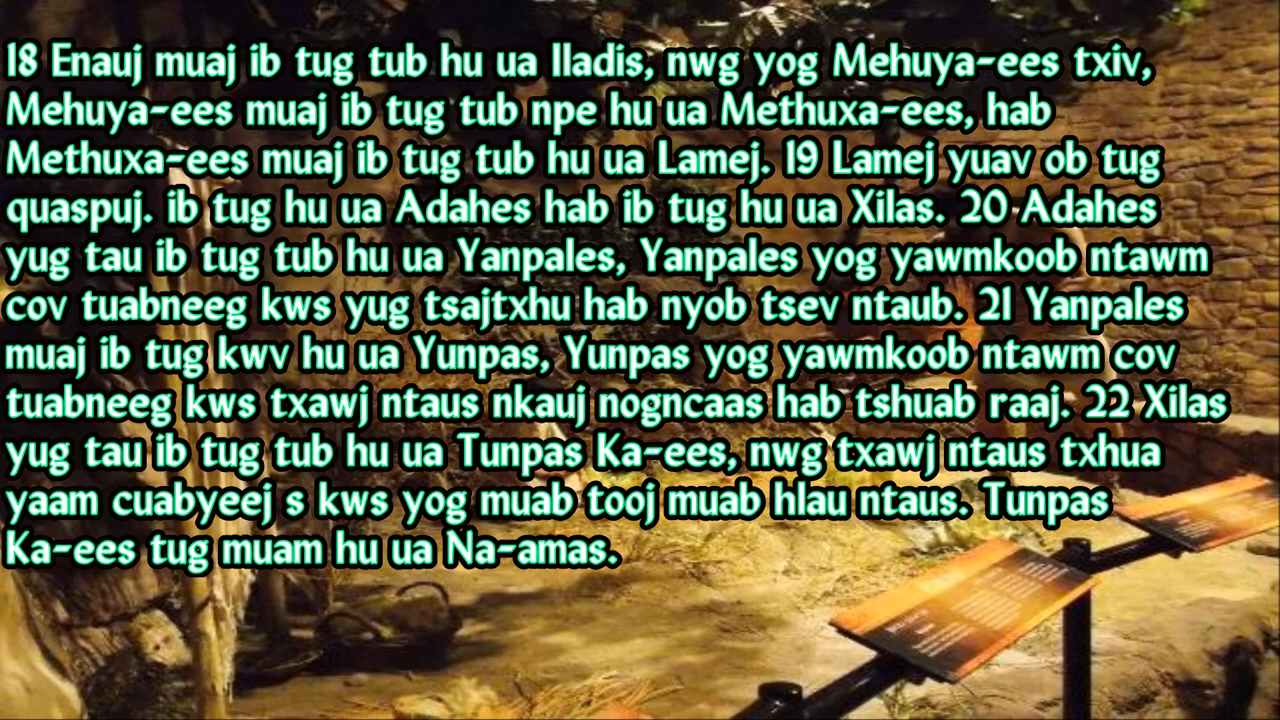 18 Enauj muaj ib tug tub hu ua Iladis, nwg yog Mehuya-ees txiv,
Mehuya-ees muaj ib tug tub npe hu ua Methuxa-ees, hab
Methuxa-ees muaj ib tug tub hu ua Lamej. 19 Lamej yuav ob tug
quaspuj. ib tug hu ua Adahes hab ib tug hu ua Xilas. 20 Adahes
yug tau ib tug tub hu ua Yanpales, Yanpales yog yawmkoob ntawm
cov tuabneeg kws yug tsajtxhu hab nyob tsev ntaub. 21 Yanpales
muaj ib tug kwv hu ua Yunpas, Yunpas yog yawmkoob ntawm cov
tuabneeg kws txawj ntaus nkauj nogncaas hab tshuab raaj. 22 Xilas
yug tau ib tug tub hu ua Tunpas Ka-ees, nwg txawj ntaus txhua
yaam cuabyeej s kws yog muab tooj muab hlau ntaus. Tunpas
Ka-ees tug muam hu ua Na-amas.